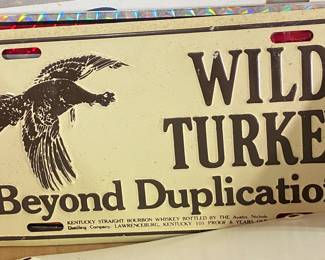 WILD
TURKE
Beyond Duplication
KENTUCKY STRAIGHT BOURBON WHISKEY BOTTLED BY THE Austin, Nichols
Distilling Company, LAWRENCEBURG, KENTUCKY 101 PROOF 8 YEARS OLD